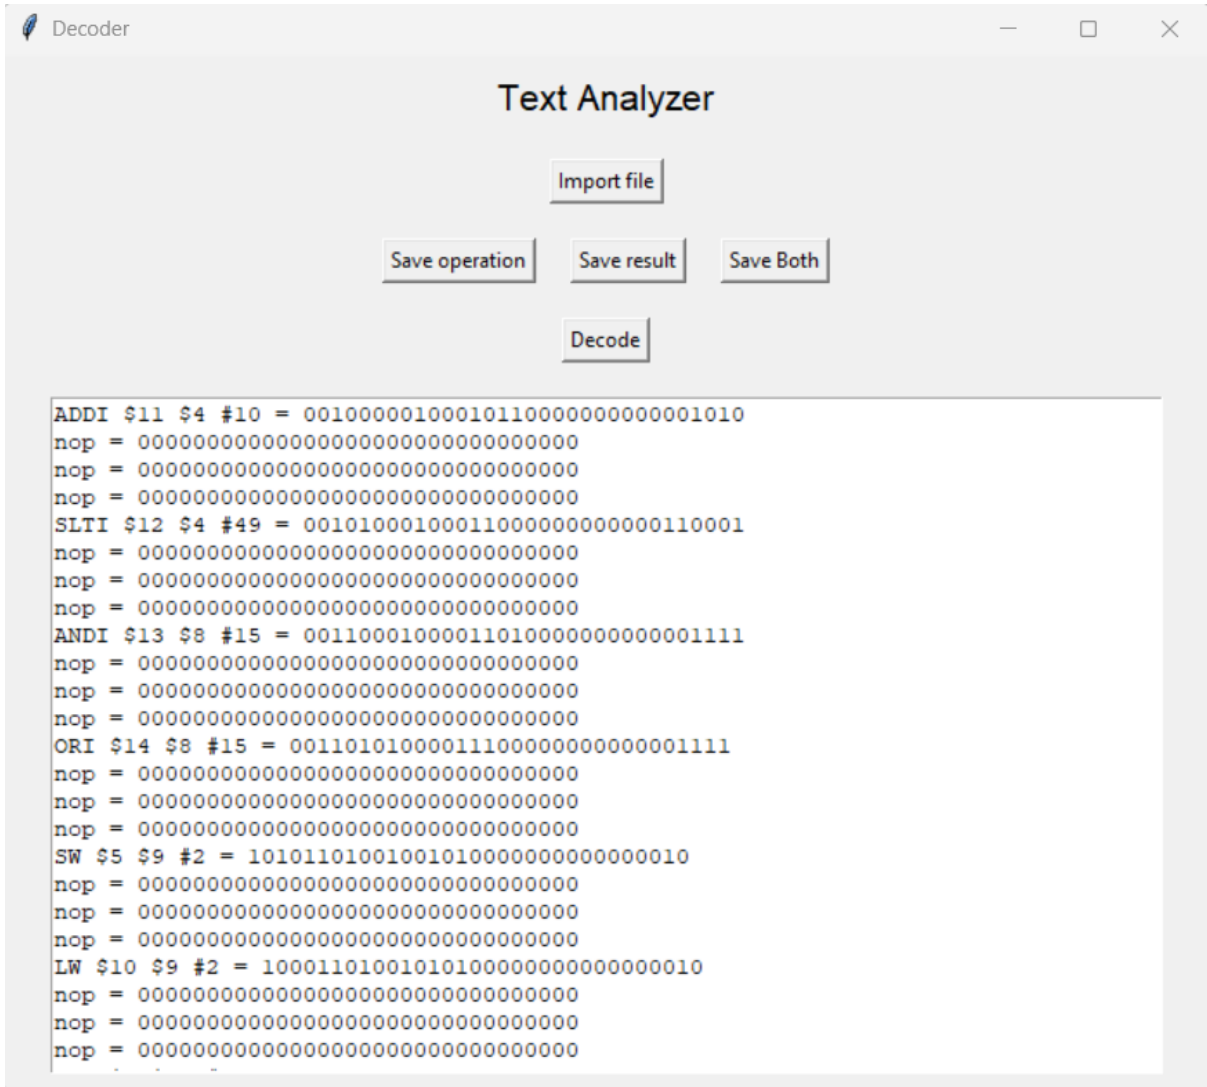 Decoder
Text Analyzer
Import file
Save operation Save result Save Both
Decode
ADDI $11 $4 #10 = 00100000100010110000000000001010
nop = 00000000000000000000000000000000
nop = 00000000000000000000000000000000
nop = 00000000000000000000000000000000
SLTI $12 $4 #49 = 00101000100011000000000000110001
nop = 00000000000000000000000000000000
nop = 00000000000000000000000000000000
nop = 00000000000000000000000000000000
ANDI $13 $8 #15 = 00110001000011010000000000001111
nop = 00000000000000000000000000000000
nop = 00000000000000000000000000000000
nop = 00000000000000000000000000000000
ORI $14 $8 #15 = 00110101000011100000000000001111
nop = 00000000000000000000000000000000
nop = 00000000000000000000000000000000
nop = 00000000000000000000000000000000
SW $5 $9 #2 = 10101101001001010000000000000010
nop = 00000000000000000000000000000000
nop = 00000000000000000000000000000000
nop = 00000000000000000000000000000000
LW $10 $9 #2 = 10001101001010100000000000000010
nop = 00000000000000000000000000000000
nop = 00000000000000000000000000000000
nop = 00000000000000000000000000000000